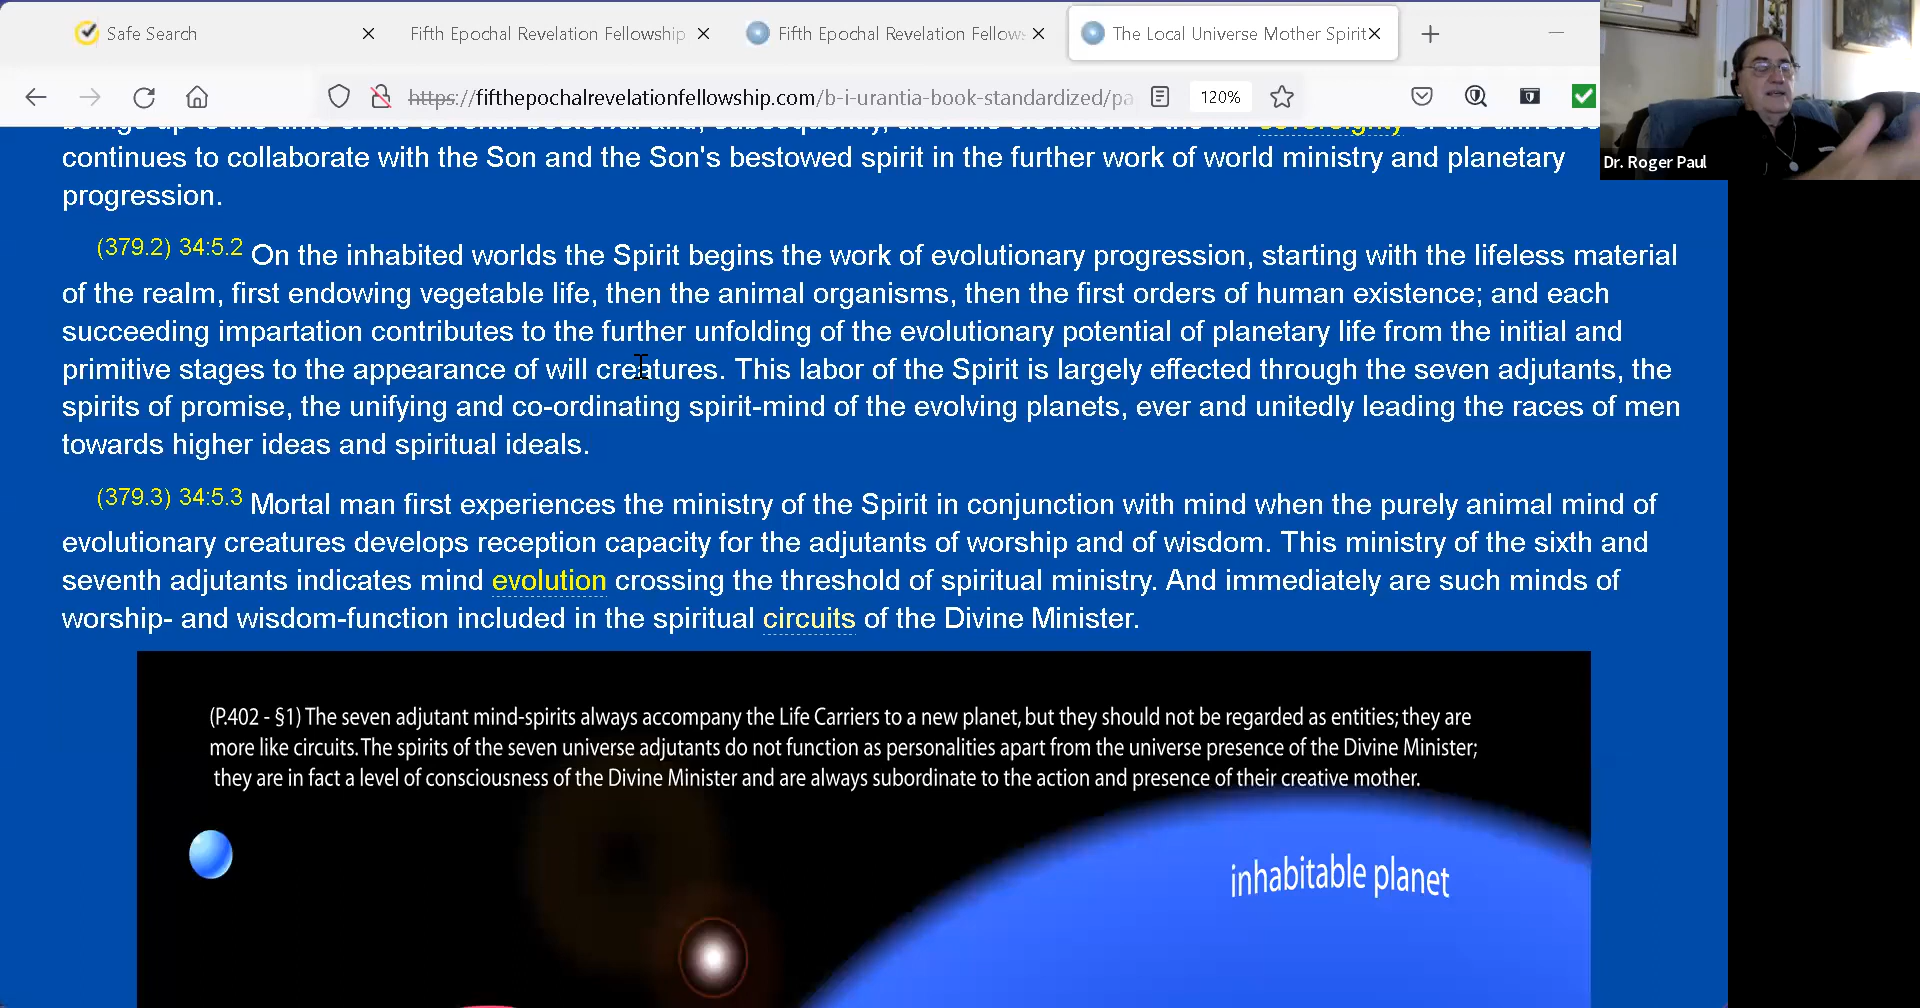 Safe Search
Fifth Epochal Revelation Fellowship
Fifth Epochal Revelation Fellow
The Local Universe Mother Spirit
https://fifthepochalrevelationfellowship.com/b-i-urantia-book-standardized/pa
120%
Dr. Roger Paul
continues to collaborate with the Son and the Son's bestowed spirit in the further work of world ministry and planetary
progression.
(379.2) 34:5.2 On the inhabited worlds the Spirit begins the work of evolutionary progression, starting with the lifeless material
of the realm, first endowing vegetable life, then the animal organisms, then the first orders of human existence; and each
succeeding impartation contributes to the further unfolding of the evolutionary potential of planetary life from the initial and
primitive stages to the appearance of will creatures. This labor of the Spirit is largely effected through the seven adjutants, the
spirits of promise, the unifying and co-ordinating spirit-mind of the evolving planets, ever and unitedly leading the races of men
towards higher ideas and spiritual ideals.
(379.3) 34:5.3 Mortal man first experiences the ministry of the Spirit in conjunction with mind when the purely animal mind of
evolutionary creatures develops reception capacity for the adjutants of worship and of wisdom. This ministry of the sixth and
seventh adjutants indicates mind evolution crossing the threshold of spiritual ministry. And immediately are such minds of
worship- and wisdom-function included in the spiritual circuits of the Divine Minister.
(P.402 - §1) The seven adjutant mind-spirits always accompany the Life Carriers to a new planet, but they should not be regarded as entities; they are
more like circuits. The spirits of the seven universe adjutants do not function as personalities apart from the universe presence of the Divine Minister;
they are in fact a level of consciousness of the Divine Minister and are always subordinate to the action and presence of their creative mother.
inhabitable planet